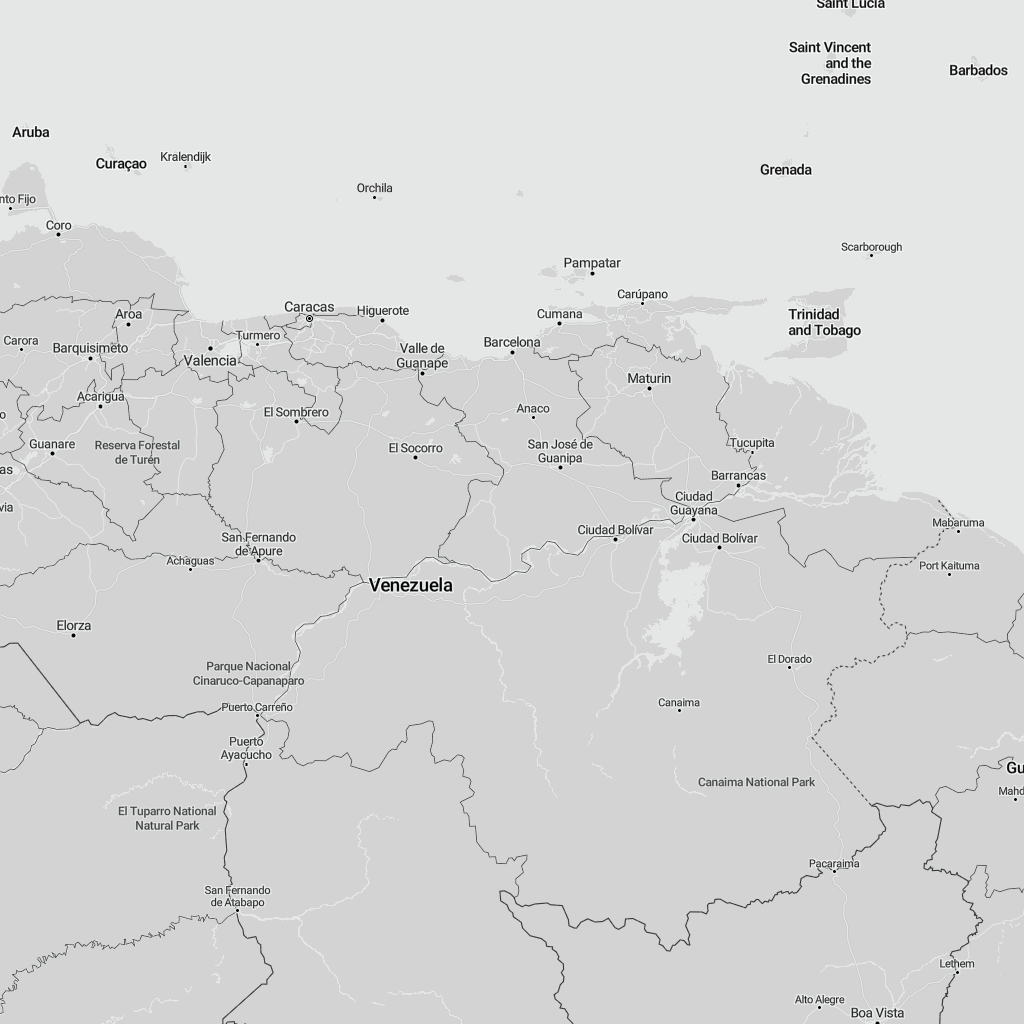 Saint Lucia
Saint Vincent
and the
Grenadines
Barbados
Aruba
Curaçao
Kralendijk
Grenada
Orchila
nto Fijo
Coro
Scarborough
Pampatar
Carúpano
Caracas
Higuerote
Cumana
Aroa
Trinidad
and Tobago
Carora
Barquisimeto
Turmero
Valencia
Barcelona
Valle de
Guanape
Maturin
Acarigua
El Sombrero
Anaco
o
Guanare
Reserva Forestal
de Turén
El Socorro
San José de
Guanipa
Tucupita
as
Barrancas
Ciudad
Guayana
via
San Fernando
de Apure
Ciudad Bolívar
Ciudad Bolívar
Mabaruma
Achaguas
Port Kaituma
Venezuela
Elorza
Parque Nacional
Cinaruco-Capanaparo
El Dorado
Puerto Carreño
Canaima
Puerto
Ayacucho
Gu
Canaima National Park
Mahd
El Tuparro National
Natural Park
Pacaraima
San Fernando
de Atabapo
Lethem
Alto Alegre
Boa Vista